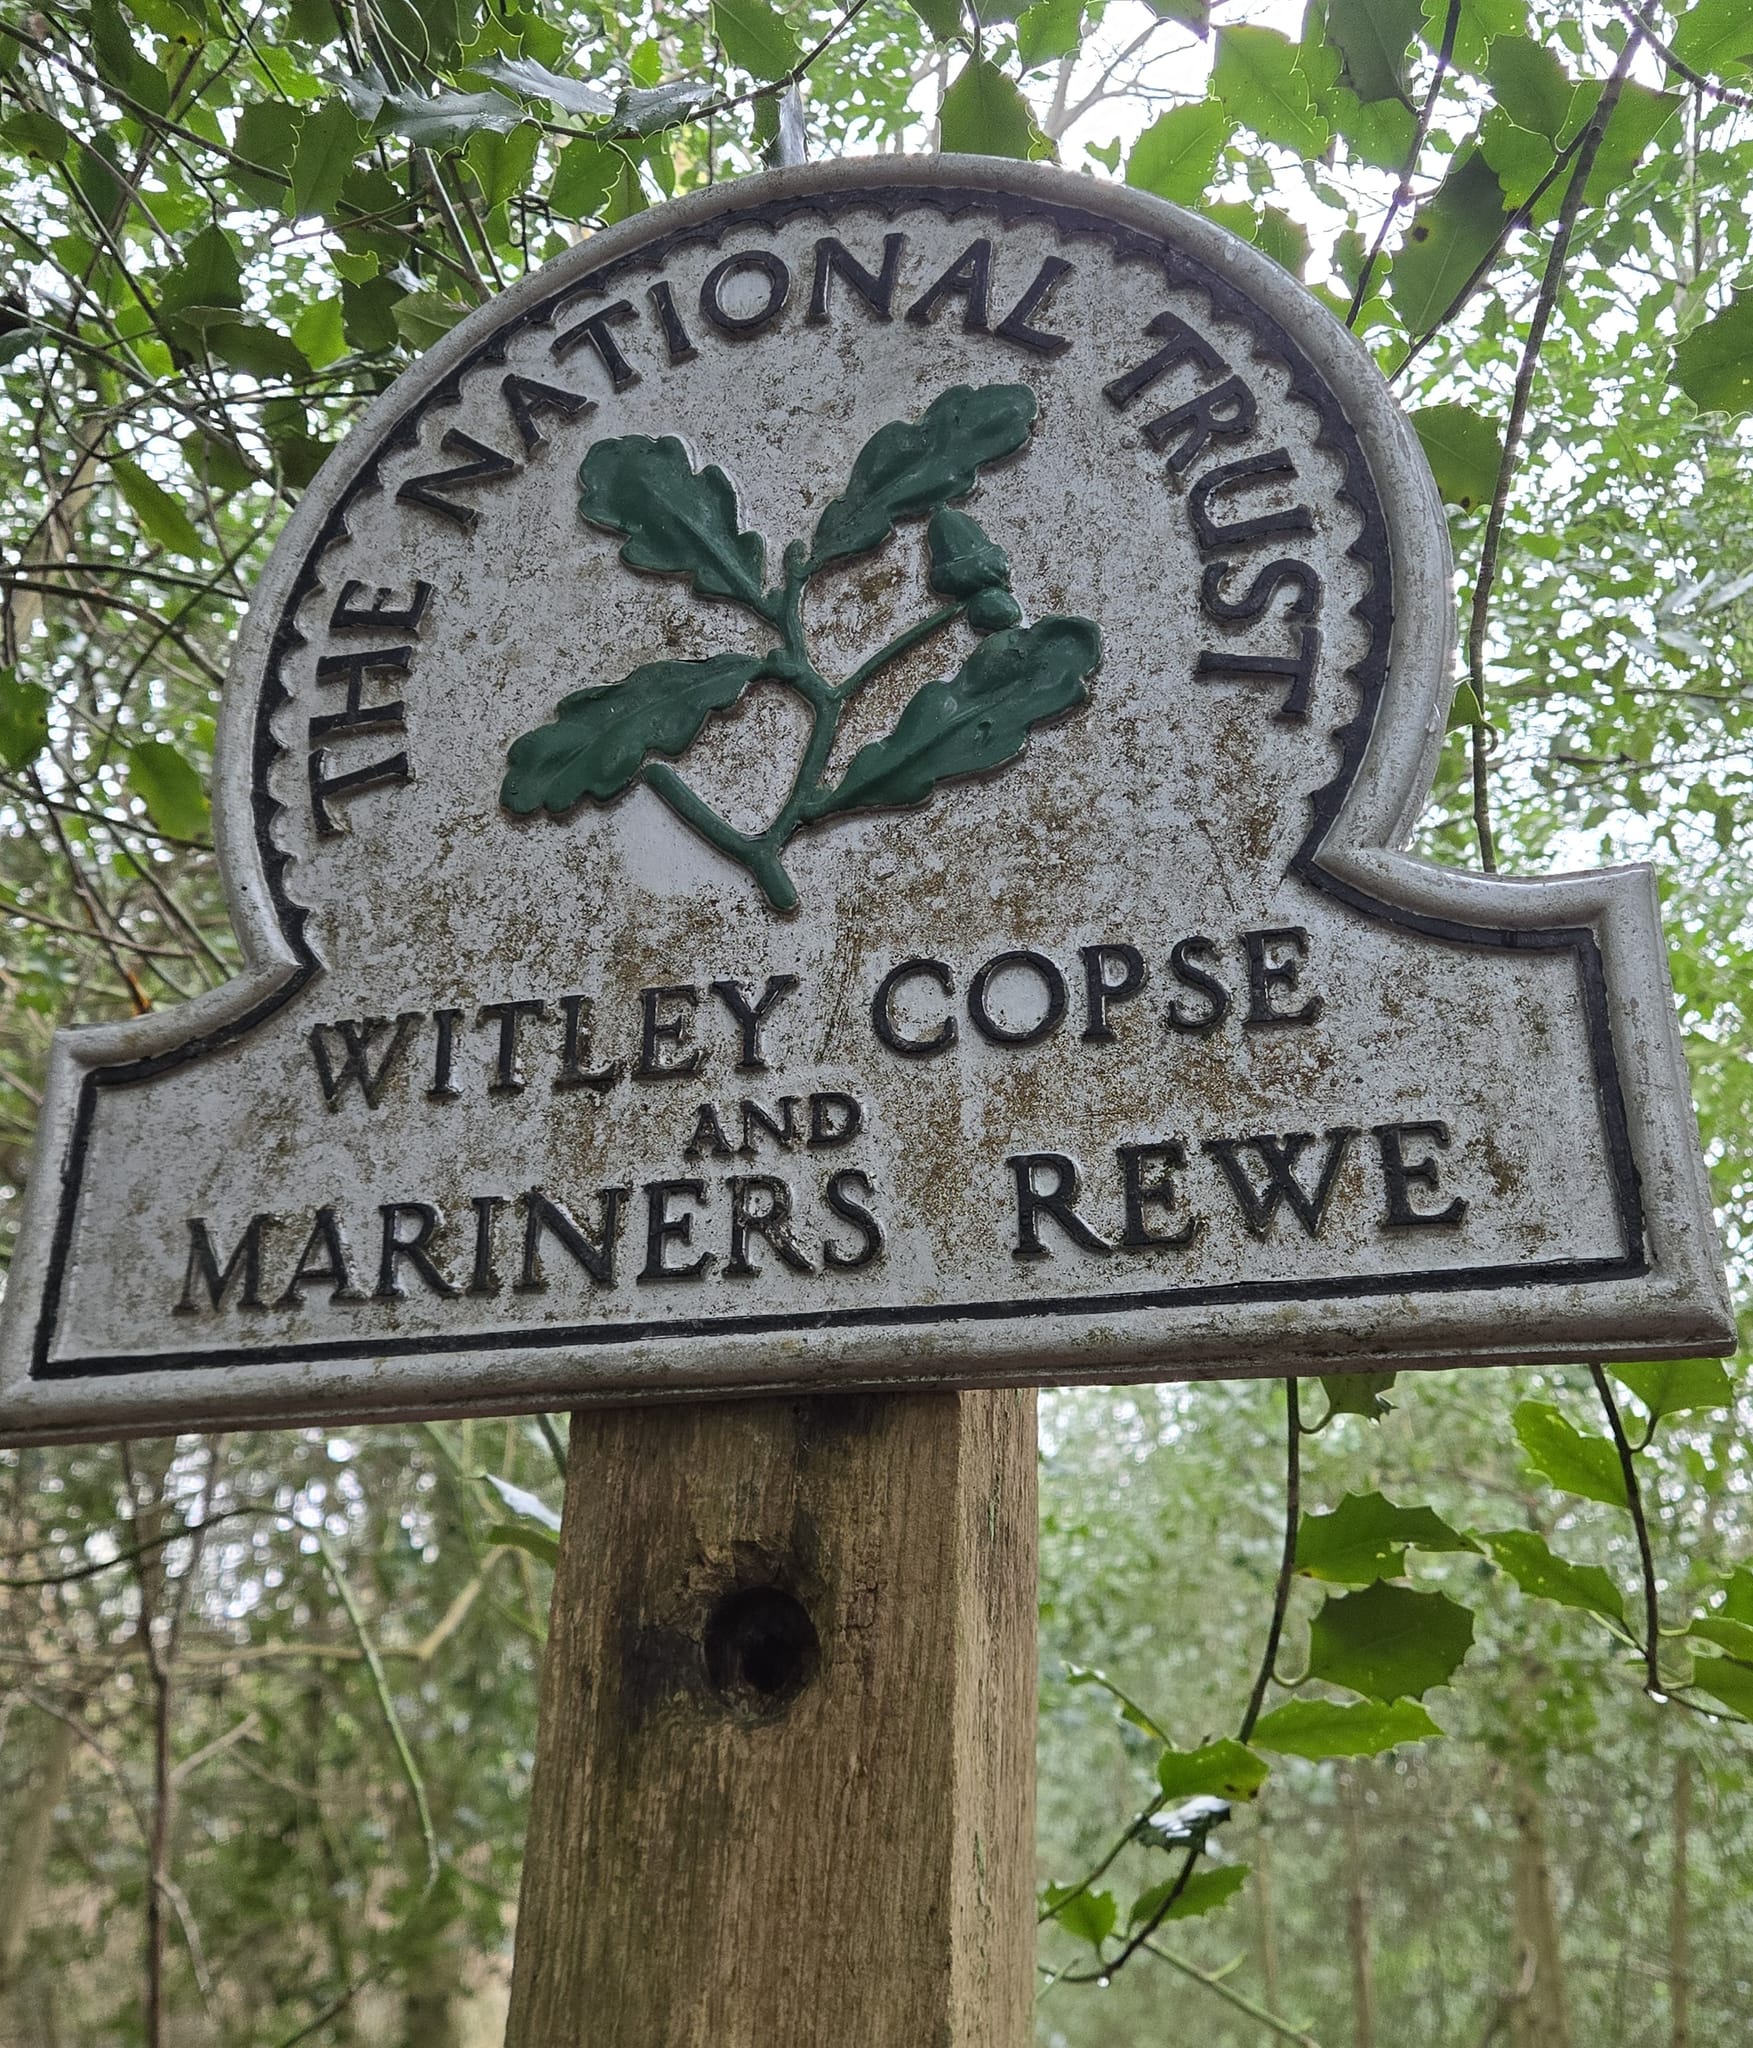 THE NATIONAL TRUST
WITLEY COPSE
AND
MARINERS REWE